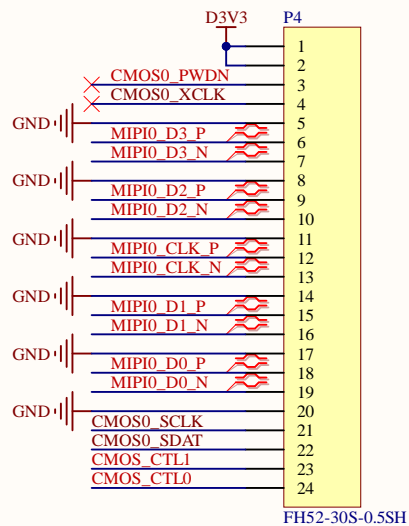 D3V3 P4
1
2
CMOS0_PWDN 3
CMOS0_XCLK 4
GND 5
MIPI0_D3_P 6
MIPI0_D3_N 7
GND 8
MIPI0_D2_P 9
MIPI0_D2_N 10
GND 11
MIPI0_CLK_P 12
MIPI0_CLK_N 13
GND 14
MIPI0_D1_P 15
MIPI0_D1_N 16
GND 17
MIPI0_D0_P 18
MIPI0_D0_N 19
GND 20
CMOS0_SCLK 21
CMOS0_SDAT 22
CMOS_CTL1 23
CMOS_CTL0 24
FH52-30S-0.5SH